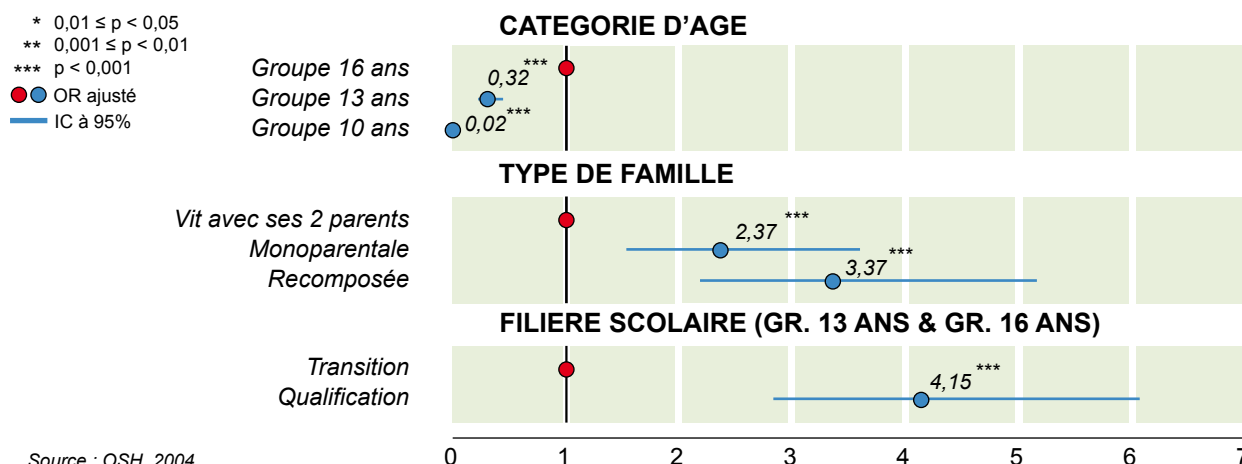 * 0,01 ≤ p < 0,05
** 0,001 ≤ p < 0,01
*** p < 0,001
OR ajusté
IC à 95%
CATEGORIE D’AGE
Groupe 16 ans
Groupe 13 ans 0,32 ***
Groupe 10 ans 0,02 ***
TYPE DE FAMILLE
Vit avec ses 2 parents
Monoparentale 2,37 ***
Recomposée 3,37 ***
FILIERE SCOLAIRE (GR. 13 ANS & GR. 16 ANS)
Transition
Qualification 4,15 ***
0 1 2 3 4 5 6 7
Source : OSH, 2004